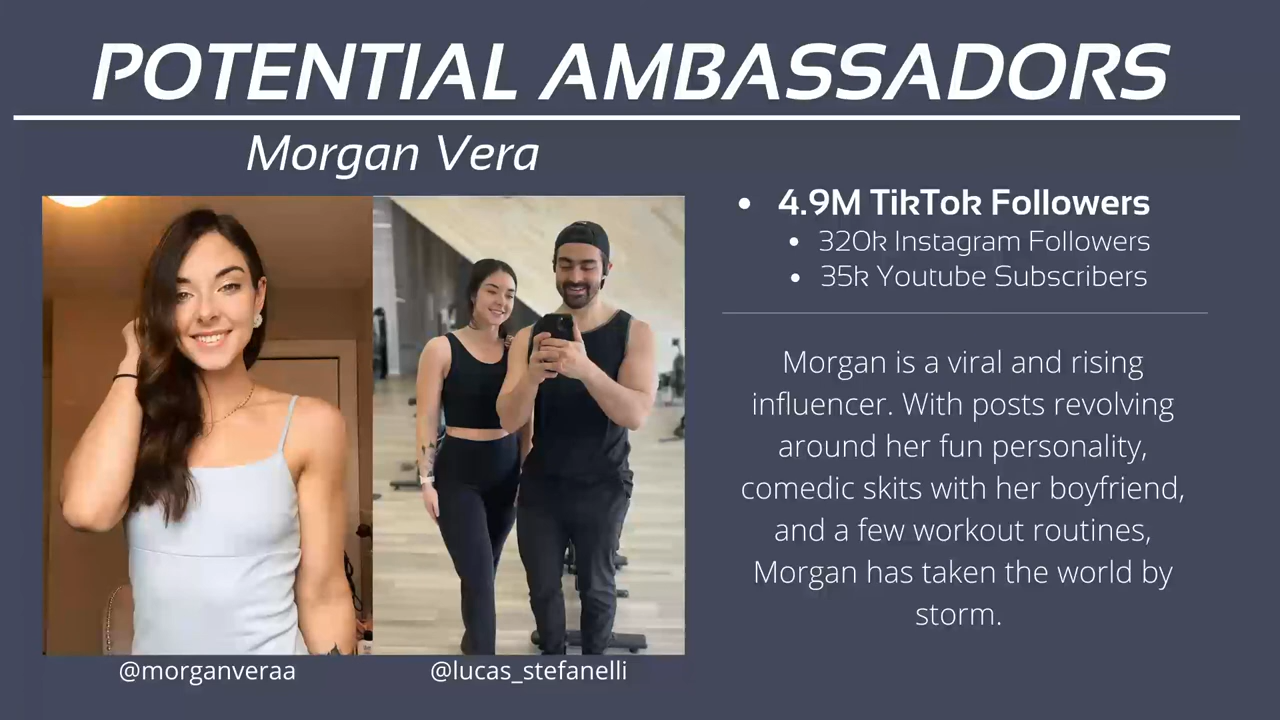 POTENTIAL AMBASSADORS
Morgan Vera
• 4.9M TikTok Followers
• 320k Instagram Followers
• 35k Youtube Subscribers
Morgan is a viral and rising
influencer. With posts revolving
around her fun personality,
comedic skits with her boyfriend,
and a few workout routines,
Morgan has taken the world by
storm.
@morganveraa
@lucas_stefanelli